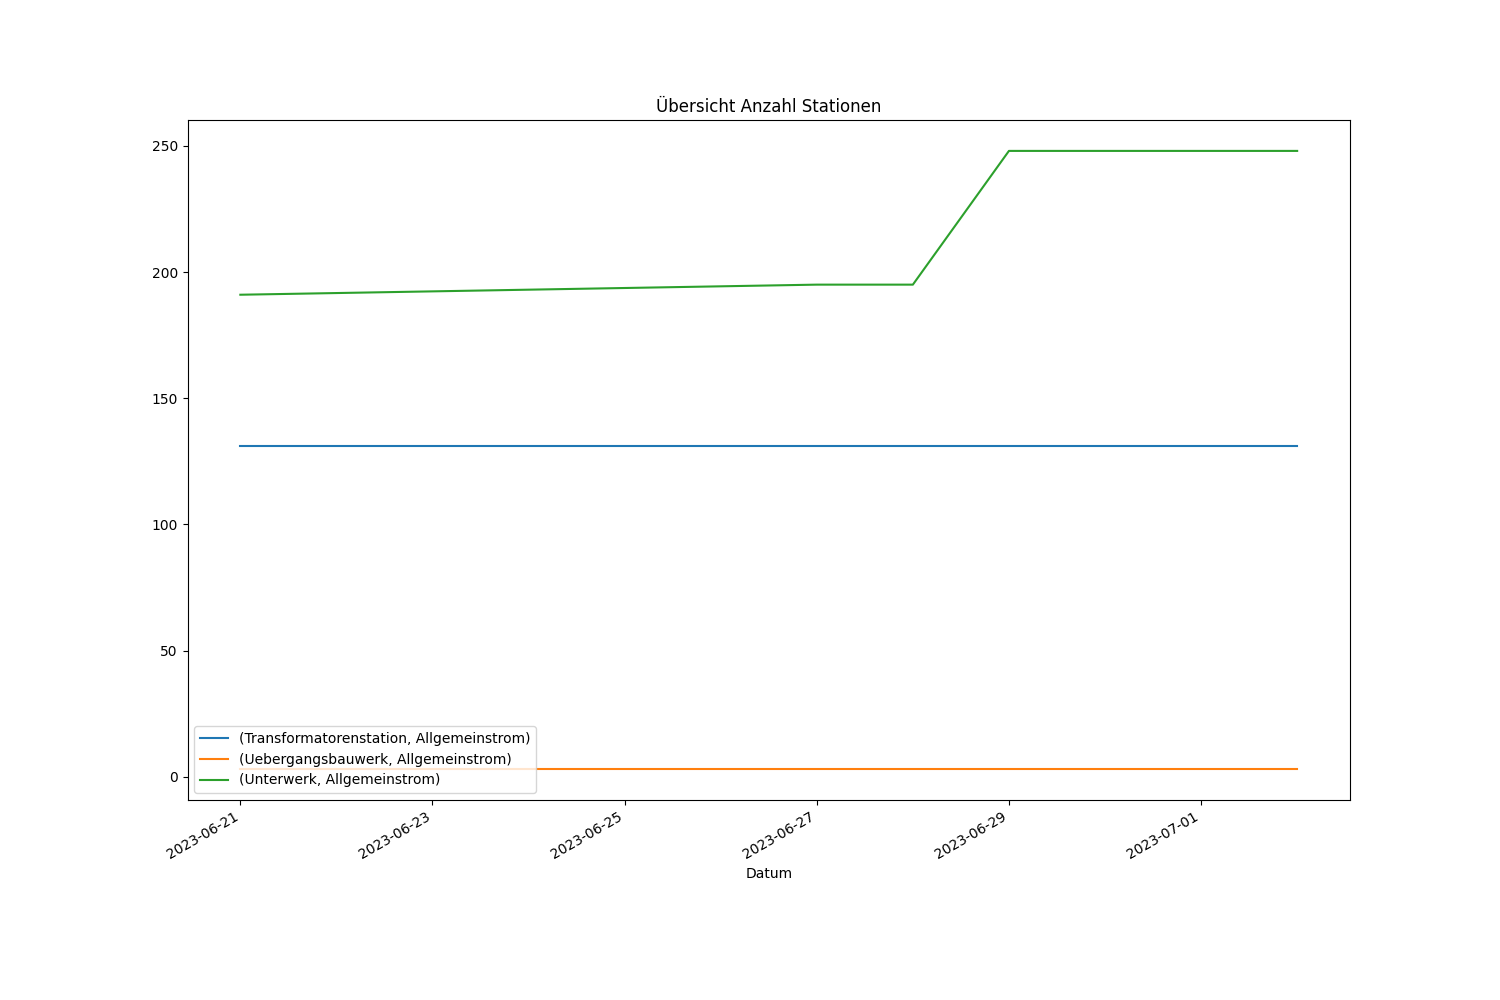 Übersicht Anzahl Stationen
250
200
150
100
50
0
(Transformatorenstation, Allgemeinstrom)
(Uebergangsbauwerk, Allgemeinstrom)
(Unterwerk, Allgemeinstrom)
2023-06-21
2023-06-23
2023-06-25
2023-06-27
2023-06-29
2023-07-01
Datum